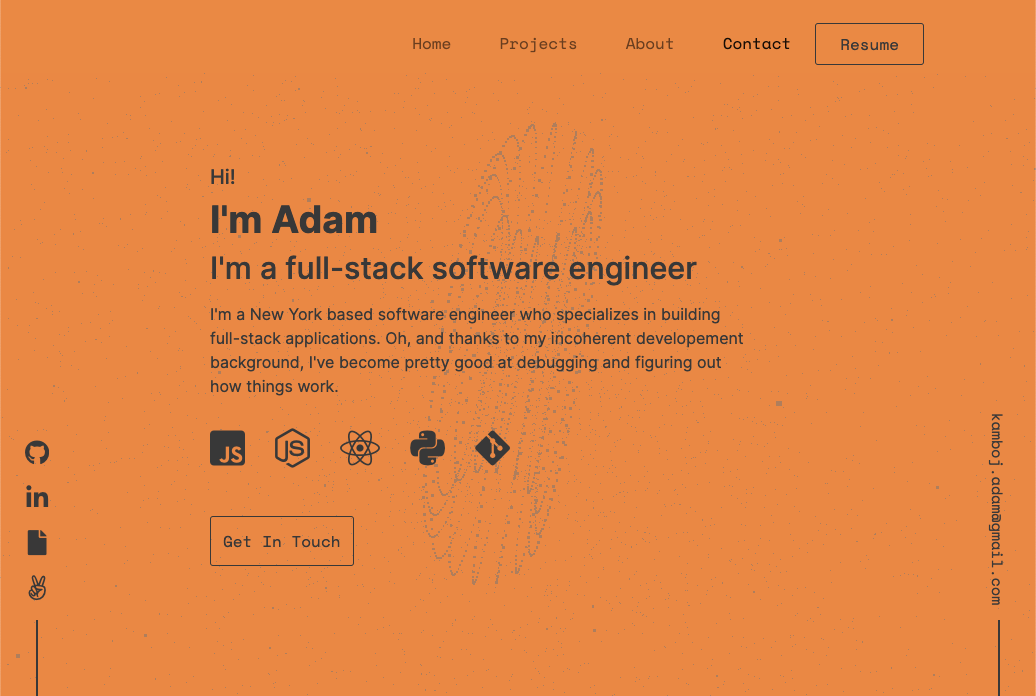 Home Projects About Contact Resume
Hi!
I'm Adam
I'm a full-stack software engineer
I'm a New York based software engineer who specializes in building
full-stack applications. Oh, and thanks to my incoherent developement
background, I've become pretty good at debugging and figuring out
how things work.
JS JS
Get In Touch
in
kamboj.adam@gmail.com